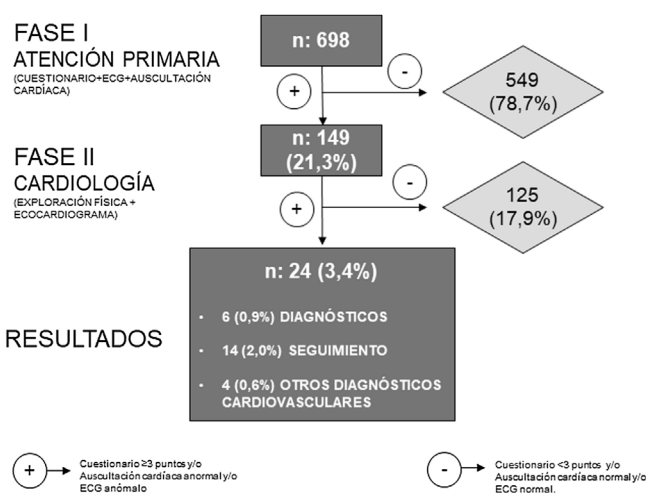 FASE I
ATENCIÓN PRIMARIA
(CUESTIONARIO+ECG+AUSCULTACIÓN
CARDÍACA)
n: 698
+
-
549
(78,7%)
FASE II
CARDIOLOGÍA
(EXPLORACIÓN FÍSICA +
ECOCARDIOGRAMA)
n: 149
(21,3%)
+
-
125
(17,9%)
RESULTADOS
n: 24 (3,4%)
• 6 (0,9%) DIAGNÓSTICOS
• 14 (2,0%) SEGUIMIENTO
• 4 (0,6%) OTROS DIAGNÓSTICOS
CARDIOVASCULARES
+
Cuestionario ≥3 puntos y/o
Auscultación cardíaca anormal y/o
ECG anómalo
-
Cuestionario <3 puntos y/o
Auscultación cardíaca normal y/o
ECG normal.